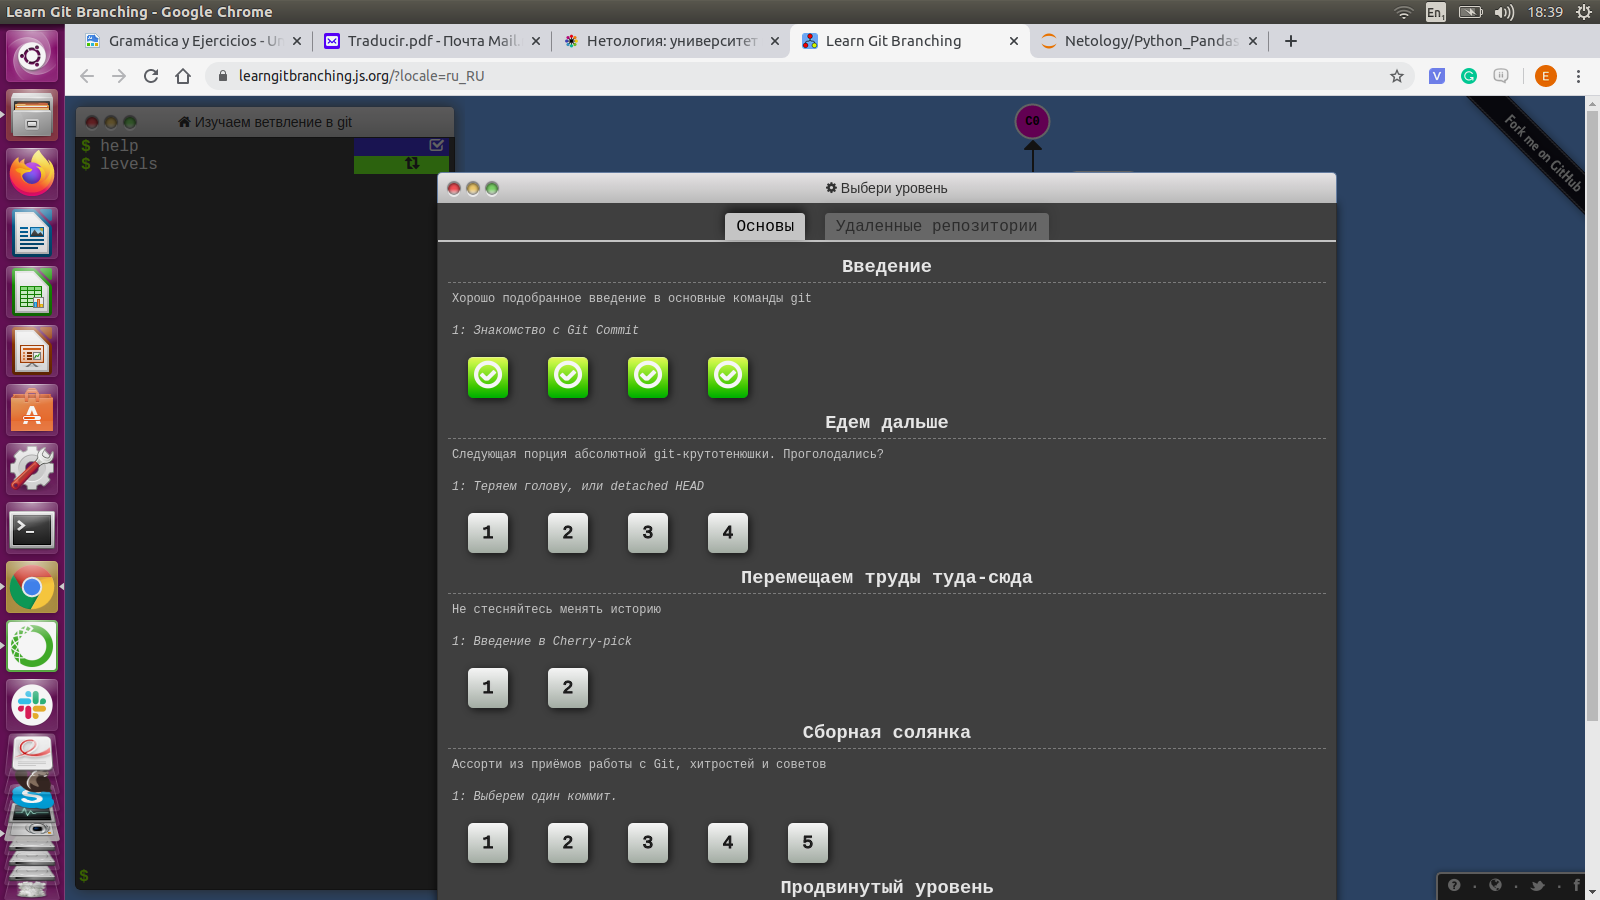 Learn Git Branching - Google Chrome
En1
18:39
Gramática y Ejercicios - Un
Traducir.pdf - Почта Mail.
Нетология: университет
Learn Git Branching
Netology/Python_Pandas
learngitbranching.js.org/?locale=ru_RU
V
E
Изучаем ветвление в git
$ help
$ levels
C0
Fork me on GitHub
Выбери уровень
Основы
Удаленные репозитории
Введение
Хорошо подобранное введение в основные команды git
1: Знакомство с Git Commit
Едем дальше
Следующая порция абсолютной git-крутотенюшки. Проголодались?
1: Теряем голову, или detached HEAD
1 2 3 4
Перемещаем труды туда-сюда
Не стесняйтесь менять историю
1: Введение в Cherry-pick
1 2
Сборная солянка
Ассорти из приёмов работы с Git, хитростей и советов
1: Выберем один коммит.
1 2 3 4 5
Продвинутый уровень
$